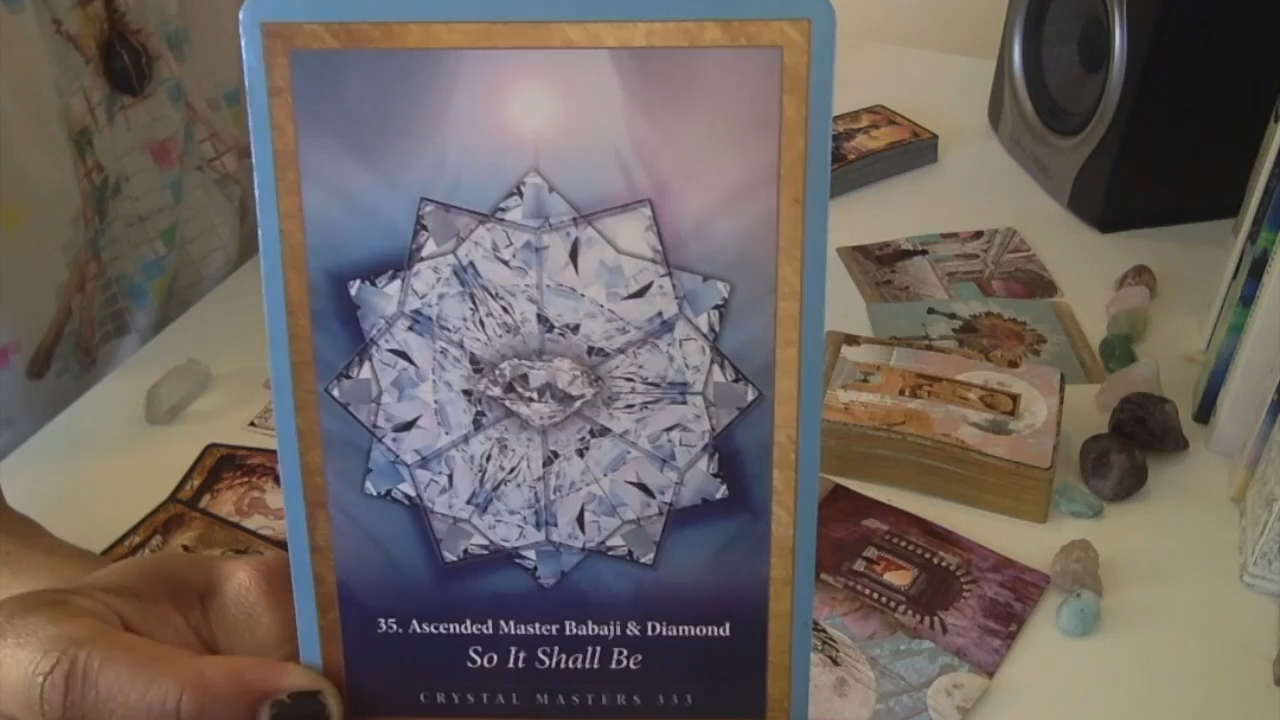 35. Ascended Master Babaji & Diamond
So It Shall Be
CRYSTAL MASTERS 333